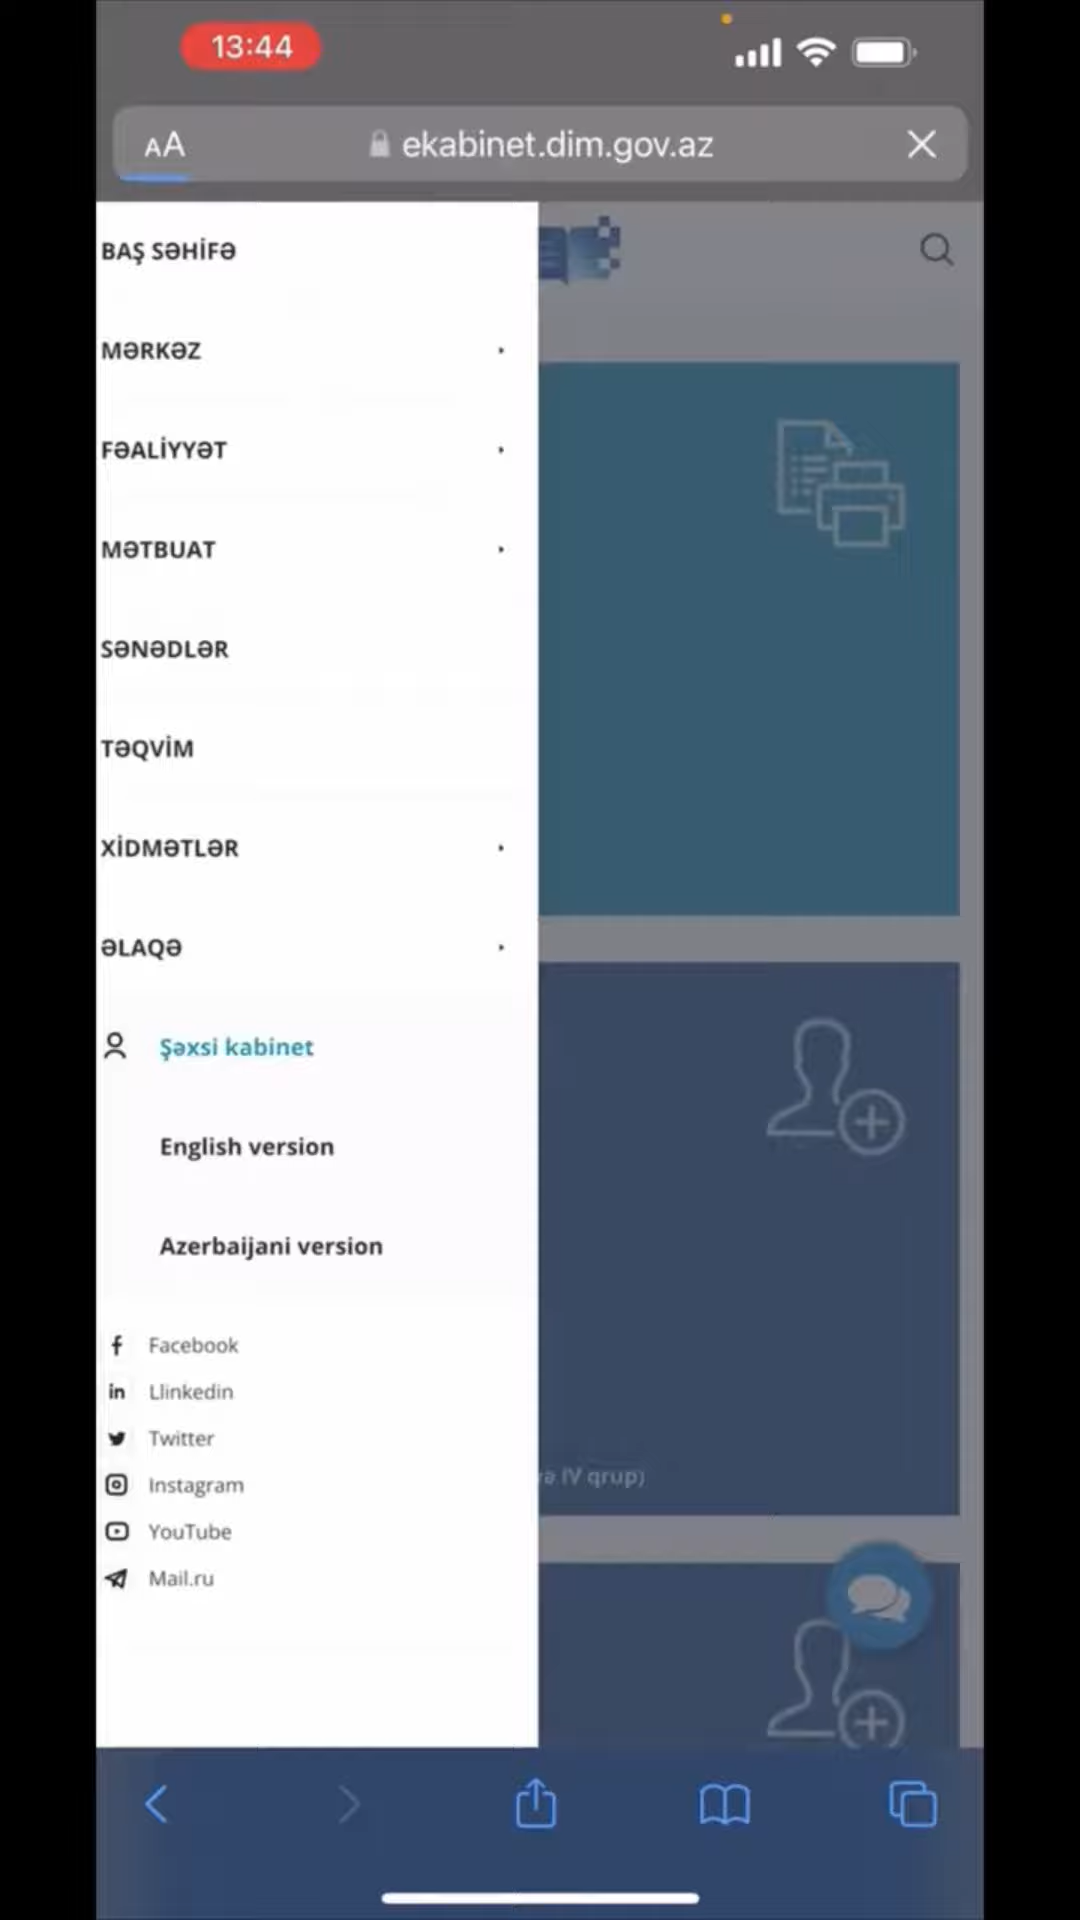 13:44
AA ekabinet.dim.gov.az
BAŞ SƏHİFƏ
MƏRKƏZ
FƏALİYYƏT
MƏTBUAT
SƏNƏDLƏR
TƏQVİM
XİDMƏTLƏR
ƏLAQƏ
Şəxsi kabinet
English version
Azerbaijani version
Facebook
Llinkedin
Twitter
Instagram
YouTube
Mail.ru
IV qrup)